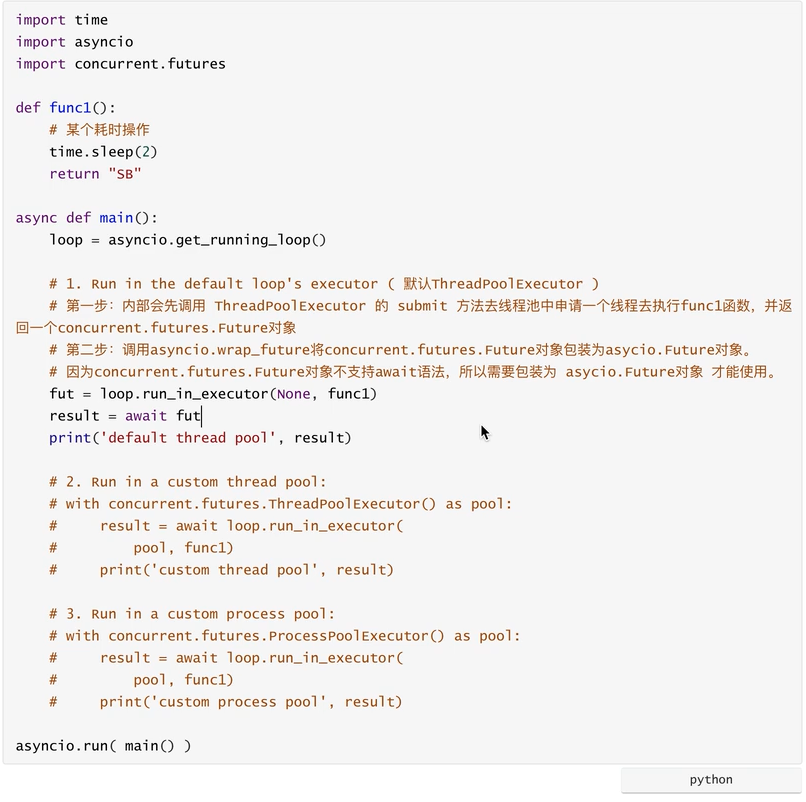 import time
import asyncio
import concurrent.futures

def func1():
    # 某个耗时操作
    time.sleep(2)
    return "SB"

async def main():
    loop = asyncio.get_running_loop()

    # 1. Run in the default loop's executor ( 默认ThreadPoolExecutor )
    # 第一步：内部会先调用 ThreadPoolExecutor 的 submit 方法去线程池中申请一个线程去执行func1函数，并返
回一个concurrent.futures.Future对象
    # 第二步：调用asyncio.wrap_future将concurrent.futures.Future对象包装为asycio.Future对象。
    # 因为concurrent.futures.Future对象不支持await语法，所以需要包装为 asycio.Future对象 才能使用。
    fut = loop.run_in_executor(None, func1)
    result = await fut
    print('default thread pool', result)

    # 2. Run in a custom thread pool:
    # with concurrent.futures.ThreadPoolExecutor() as pool:
    #     result = await loop.run_in_executor(
    #         pool, func1)
    #     print('custom thread pool', result)

    # 3. Run in a custom process pool:
    # with concurrent.futures.ProcessPoolExecutor() as pool:
    #     result = await loop.run_in_executor(
    #         pool, func1)
    #     print('custom process pool', result)

asyncio.run( main() )
python